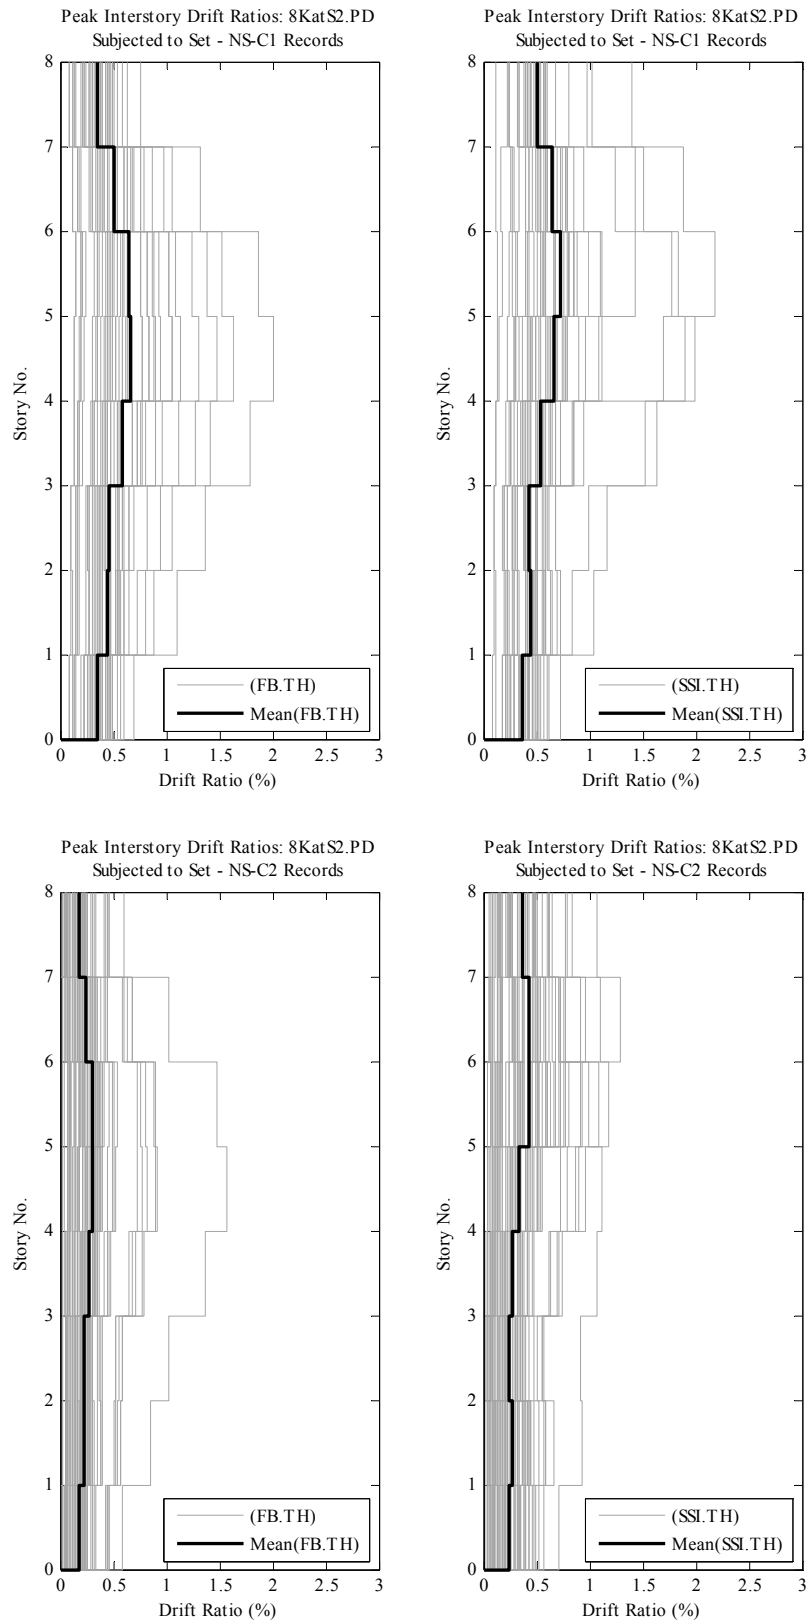 Peak Interstory Drift Ratios: 8KatS2.PD
Subjected to Set - NS-C1 Records
8
7
6
5
4
3
2
1
0
Story No.
(FB.TH)
Mean(FB.TH)
0 0.5 1 1.5 2 2.5 3
Drift Ratio (%)
Peak Interstory Drift Ratios: 8KatS2.PD
Subjected to Set - NS-C1 Records
8
7
6
5
4
3
2
1
0
Story No.
(SSI.TH)
Mean(SSI.TH)
0 0.5 1 1.5 2 2.5 3
Drift Ratio (%)
Peak Interstory Drift Ratios: 8KatS2.PD
Subjected to Set - NS-C2 Records
8
7
6
5
4
3
2
1
0
Story No.
(FB.TH)
Mean(FB.TH)
0 0.5 1 1.5 2 2.5 3
Drift Ratio (%)
Peak Interstory Drift Ratios: 8KatS2.PD
Subjected to Set - NS-C2 Records
8
7
6
5
4
3
2
1
0
Story No.
(SSI.TH)
Mean(SSI.TH)
0 0.5 1 1.5 2 2.5 3
Drift Ratio (%)